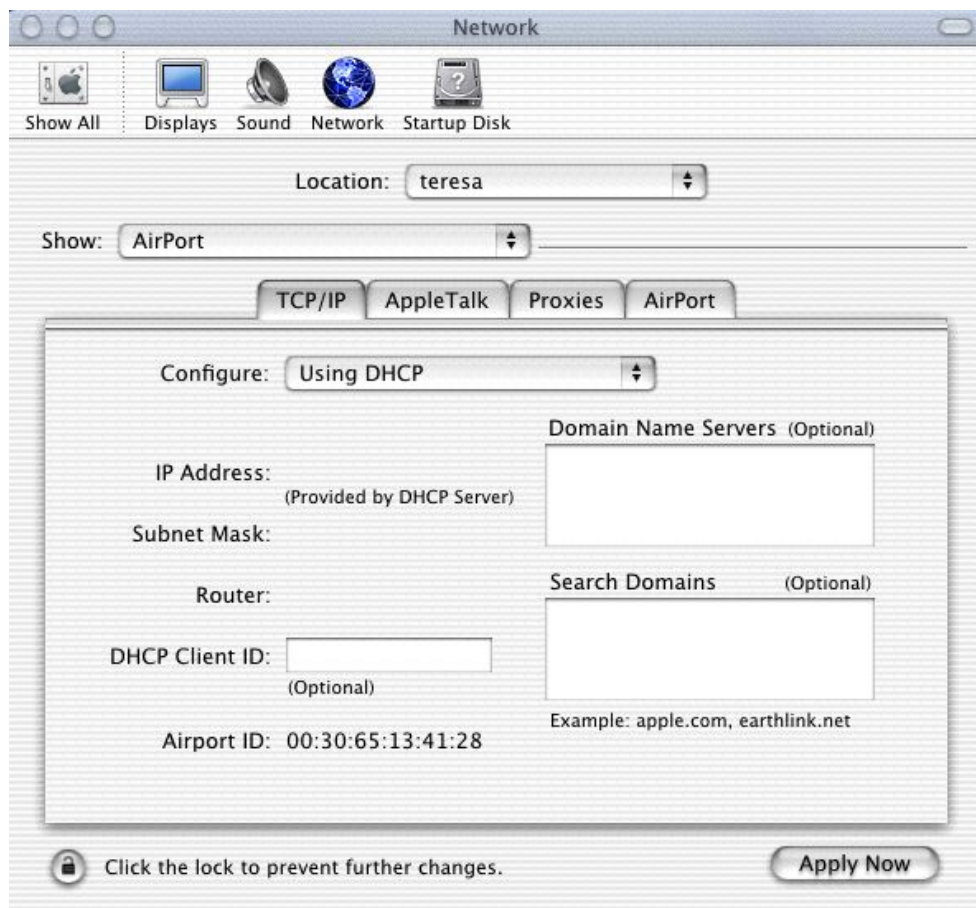 Network
Show All Displays Sound Network Startup Disk
Location: teresa
Show: AirPort
TCP/IP AppleTalk Proxies AirPort
Configure: Using DHCP
Domain Name Servers (Optional)
IP Address:
(Provided by DHCP Server)
Subnet Mask:
Search Domains (Optional)
Router:
DHCP Client ID:
(Optional)
Example: apple.com, earthlink.net
Airport ID: 00:30:65:13:41:28
Click the lock to prevent further changes.
Apply Now